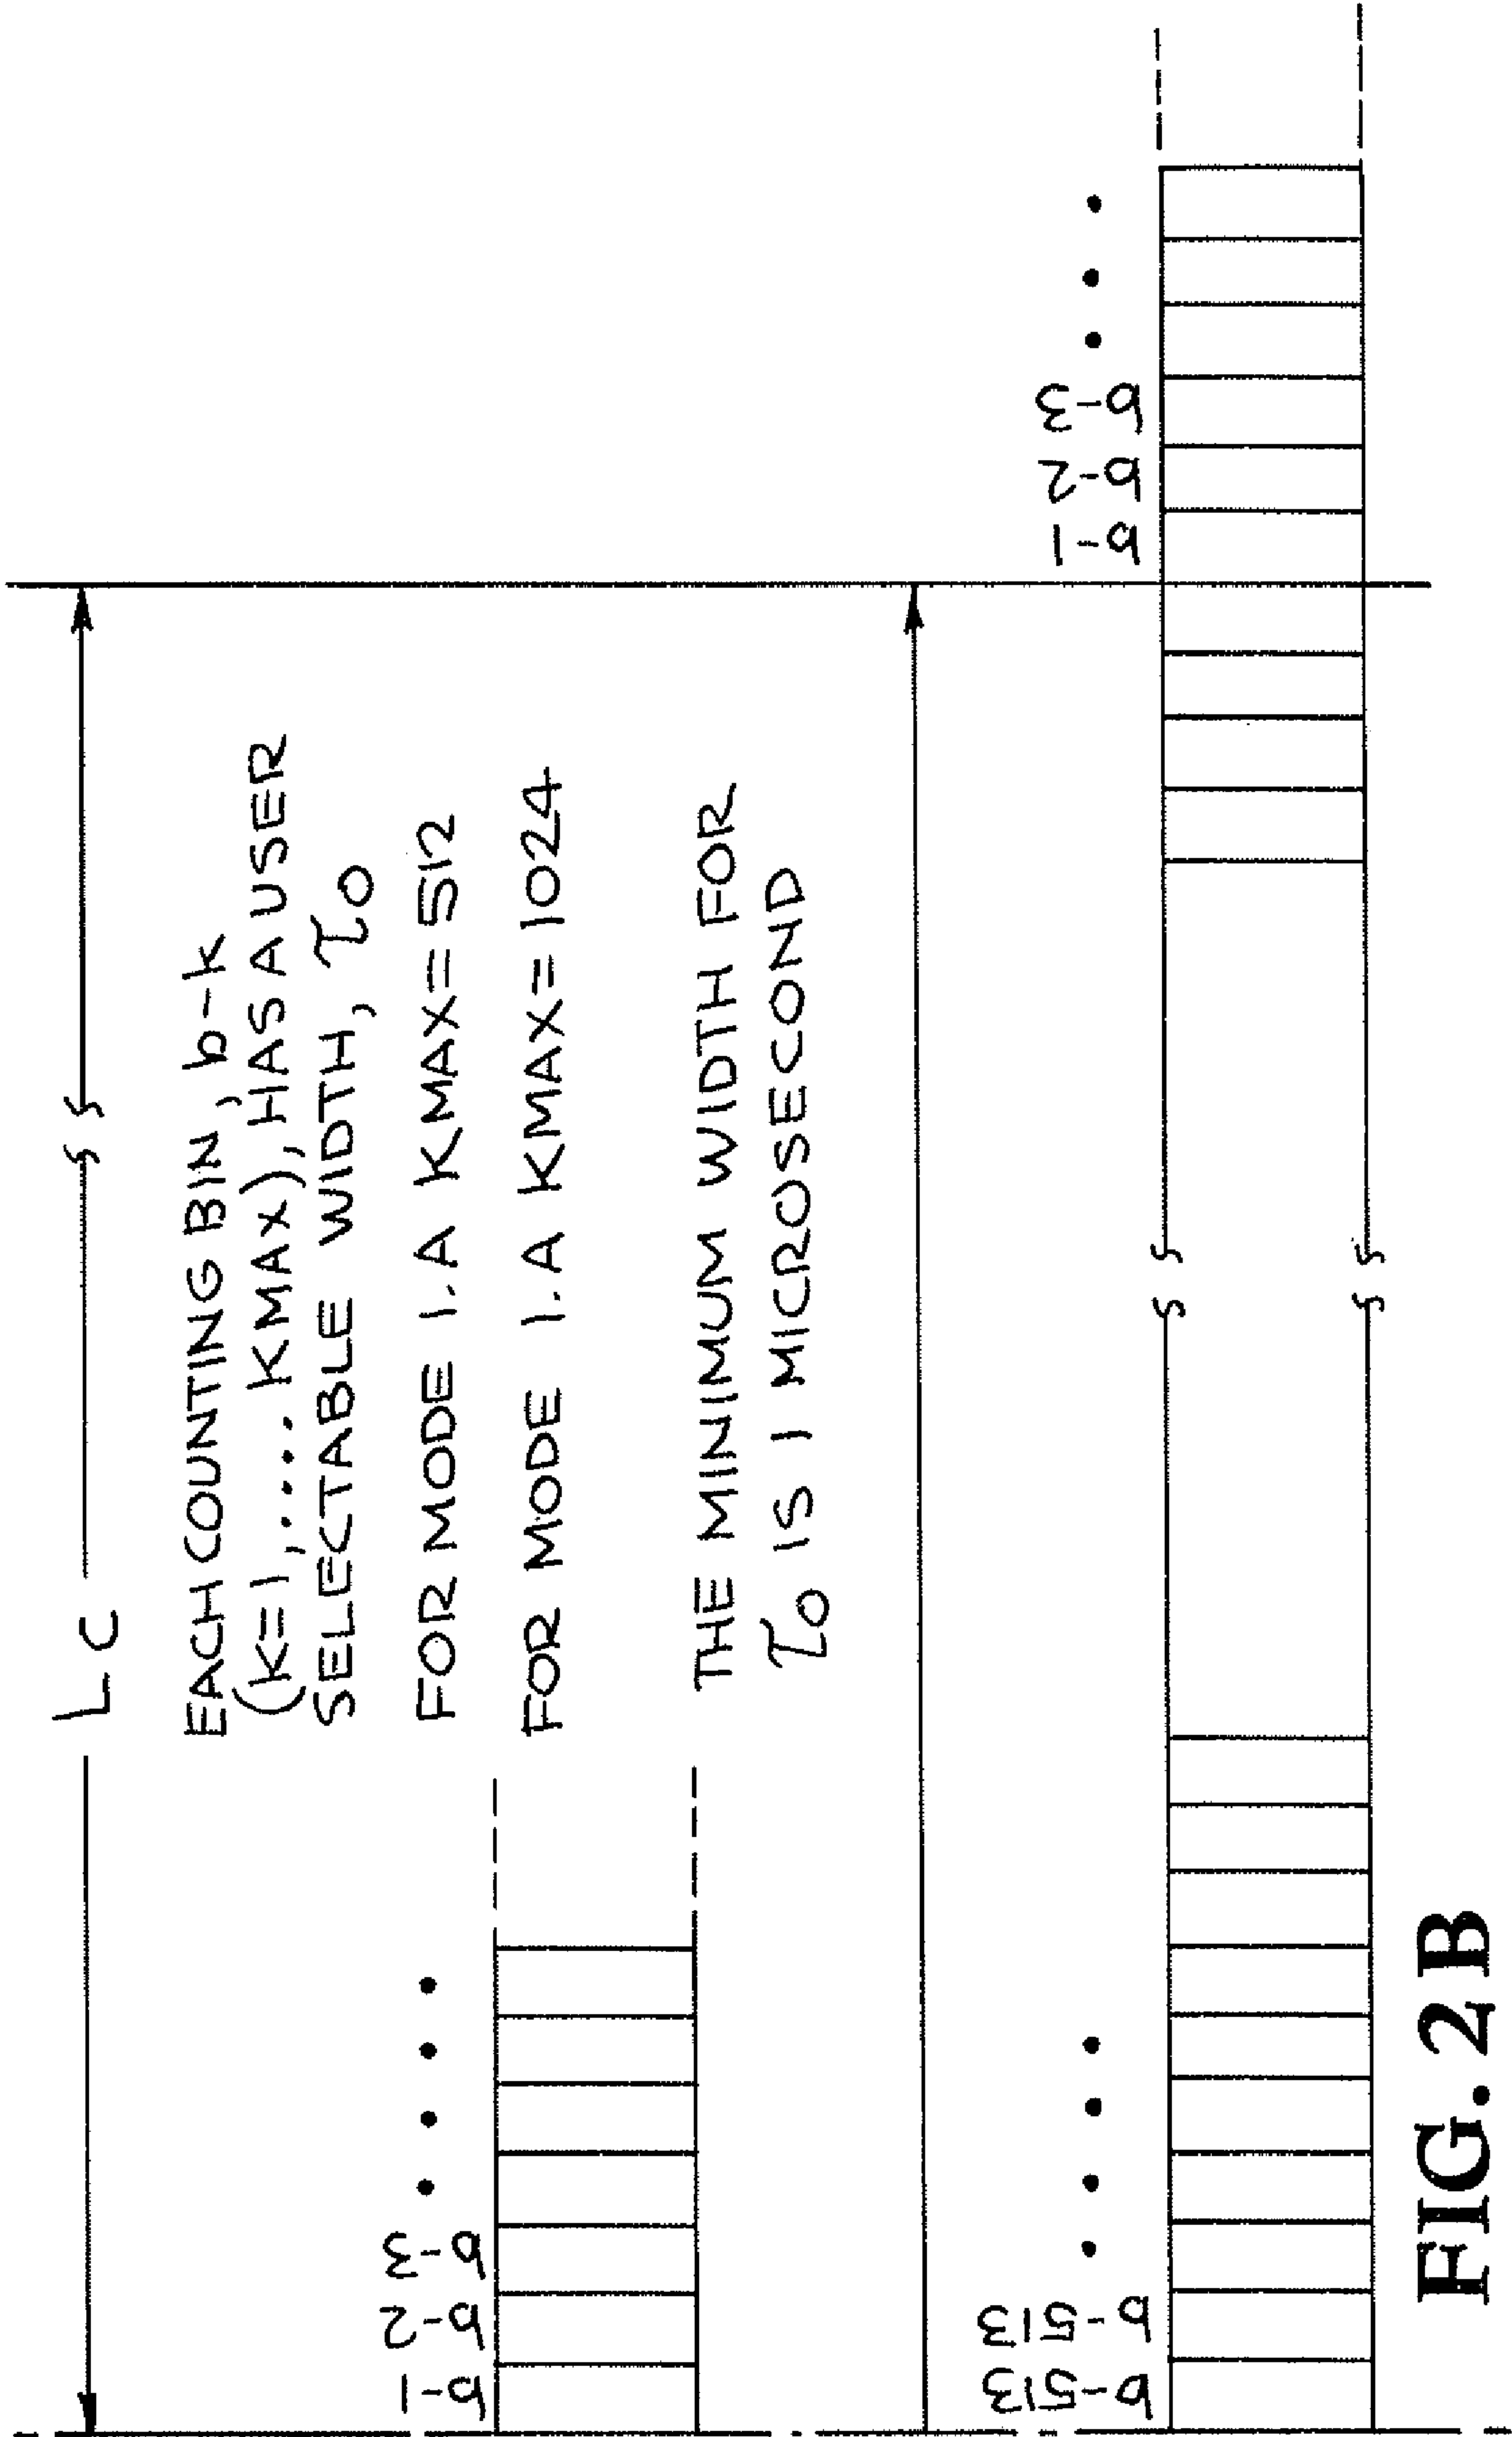 Lc
EACH COUNTING BIN, b-k
(K=1,.... KMAX), HAS A USER
SELECTABLE WIDTH, τo
FOR MODE 1.A KMAX=512
FOR MODE 1.A KMAX=1024
THE MINIMUM WIDTH FOR
τo IS 1 MICROSECOND
b-1
b-2
b-3
b-513
b-513
b-1
b-2
b-3
FIG. 2 B